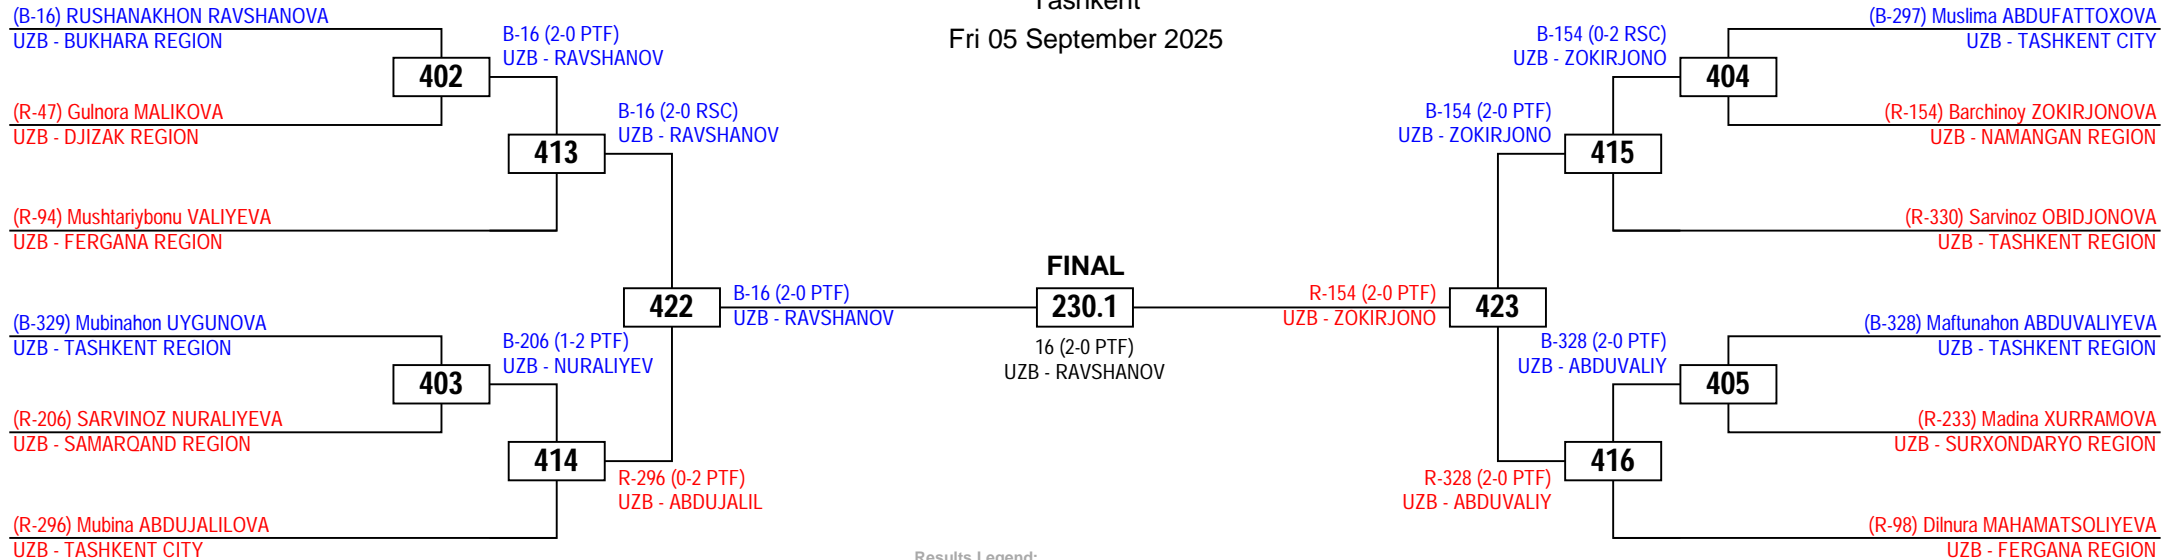 Tashkent
Fri 05 September 2025
(B-16) RUSHANAKHON RAVSHANOVA
UZB - BUKHARA REGION
402
(R-47) Gulnora MALIKOVA
UZB - DJIZAK REGION
B-16 (2-0 PTF)
UZB - RAVSHANOV
413
B-16 (2-0 RSC)
UZB - RAVSHANOV
(R-94) Mushtariybonu VALIYEVA
UZB - FERGANA REGION
422
B-16 (2-0 PTF)
UZB - RAVSHANOV
(B-329) Mubinahon UYGUNOVA
UZB - TASHKENT REGION
403
(R-206) SARVINOZ NURALIYEVA
UZB - SAMARQAND REGION
B-206 (1-2 PTF)
UZB - NURALIYEV
414
R-296 (0-2 PTF)
UZB - ABDUJALIL
(R-296) Mubina ABDUJALILOVA
UZB - TASHKENT CITY
FINAL
230.1
16 (2-0 PTF)
UZB - RAVSHANOV
(B-297) Muslima ABDUFATTOXOVA
UZB - TASHKENT CITY
404
(R-154) Barchinoy ZOKIRJONOVA
UZB - NAMANGAN REGION
B-154 (0-2 RSC)
UZB - ZOKIRJONO
415
B-154 (2-0 PTF)
UZB - ZOKIRJONO
(R-330) Sarvinoz OBIDJONOVA
UZB - TASHKENT REGION
423
R-154 (2-0 PTF)
UZB - ZOKIRJONO
(B-328) Maftunahon ABDUVALIYEVA
UZB - TASHKENT REGION
405
(R-233) Madina XURRAMOVA
UZB - SURXONDARYO REGION
B-328 (2-0 PTF)
UZB - ABDUVALIY
416
R-328 (2-0 PTF)
UZB - ABDUVALIY
(R-98) Dilnura MAHAMATSOLIYEVA
UZB - FERGANA REGION
Results Legend: